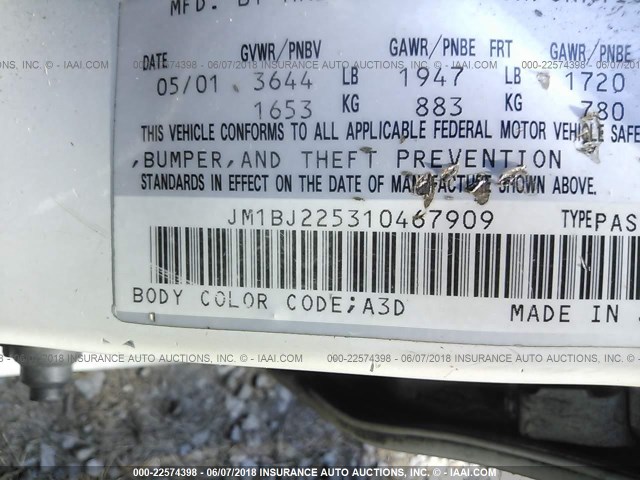 MFD. BY
GVWR/PNBV GAWR/PNBE FRT GAWR/PNBE
DATE
05/01 3644 LB 1947 LB 1720
1653 KG 883 KG 780
THIS VEHICLE CONFORMS TO ALL APPLICABLE FEDERAL MOTOR VEHICLE SAFE
,BUMPER,AND THEFT PREVENTION
STANDARDS IN EFFECT ON THE DATE OF MANUFACTURE SHOWN ABOVE.
JM1BJ225310467909 TYPE PAS
BODY COLOR CODE;A3D
MADE IN J
INSURANCE AUTO AUCTIONS, INC. - © IAAI.COM 000-22574398 - 06/07/2018 INSURANCE AUTO AUCTIONS, INC. - © IAAI.COM 000-22574398 - 06/07/2018
000-22574398 - 06/07/2018 INSURANCE AUTO AUCTIONS, INC. - © IAAI.COM
INSURANCE AUTO AUCTIONS, INC. - © IAAI.COM 000-22574398 - 06/07/2018 INSURANCE AUTO AUCTIONS, INC. - © IAAI.COM
000-22574398 - 06/07/2018 INSURANCE AUTO AUCTIONS, INC. - © IAAI.COM